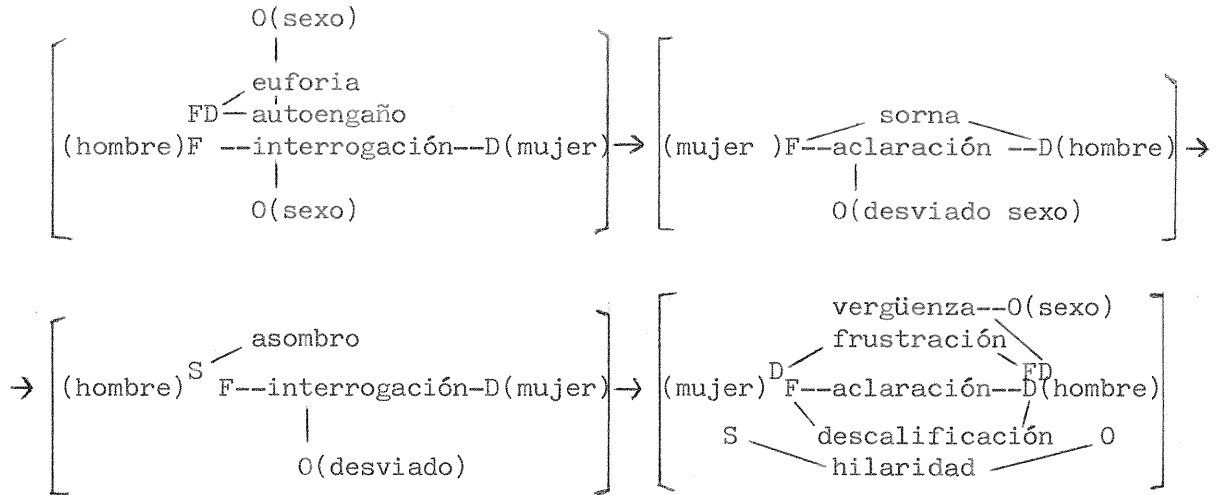 O(sexo)
euforia
FD autoengaño
(hombre)F --interrogación--D(mujer) →
O(sexo)
sorna
(mujer )F--aclaración --D(hombre) →
O(desviado sexo)
asombro
→ (hombre) S F--interrogación-D(mujer) →
O(desviado)
vergüenza--O(sexo)
frustración
FD
(mujer) D F--aclaración--D(hombre)
S descalificación O
hilaridad